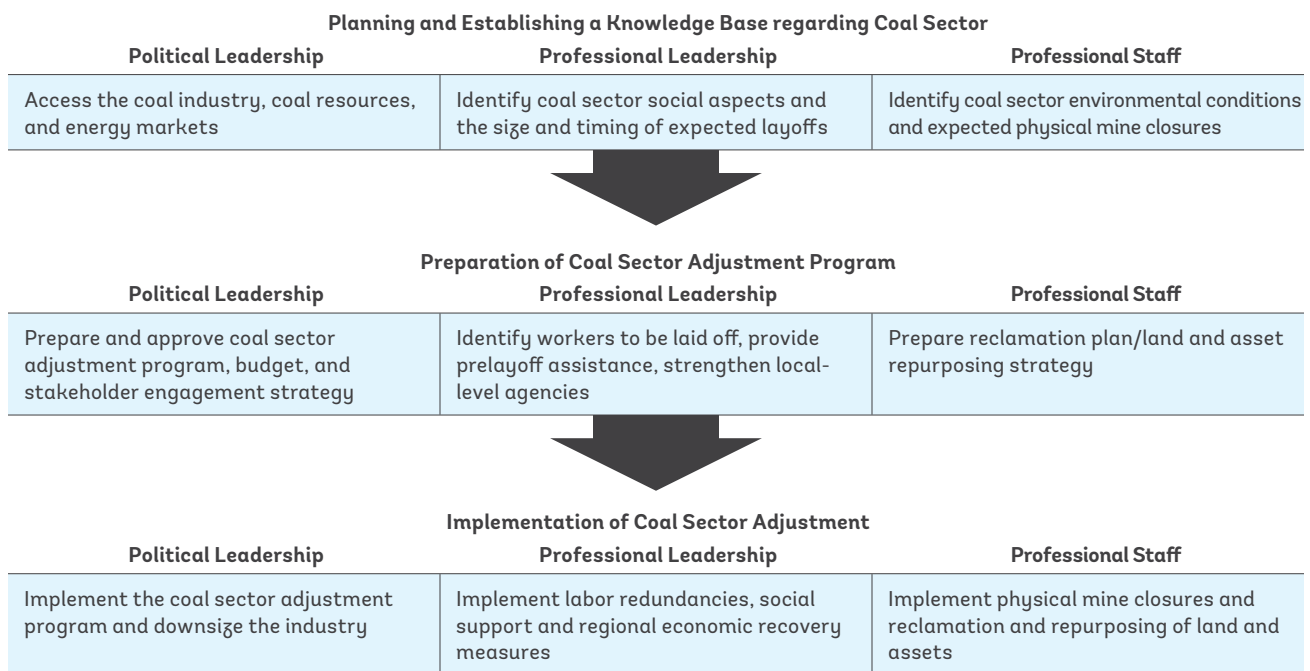 Planning and Establishing a Knowledge Base regarding Coal Sector
Political Leadership
Professional Leadership
Professional Staff
Access the coal industry, coal resources,
and energy markets
Identify coal sector social aspects and
the size and timing of expected layoffs
Identify coal sector environmental conditions
and expected physical mine closures
Preparation of Coal Sector Adjustment Program
Political Leadership
Professional Leadership
Professional Staff
Prepare and approve coal sector
adjustment program, budget, and
stakeholder engagement strategy
Identify workers to be laid off, provide
prelayoff assistance, strengthen local-
level agencies
Prepare reclamation plan/land and asset
repurposing strategy
Implementation of Coal Sector Adjustment
Political Leadership
Professional Leadership
Professional Staff
Implement the coal sector adjustment
program and downsize the industry
Implement labor redundancies, social
support and regional economic recovery
measures
Implement physical mine closures and
reclamation and repurposing of land and
assets